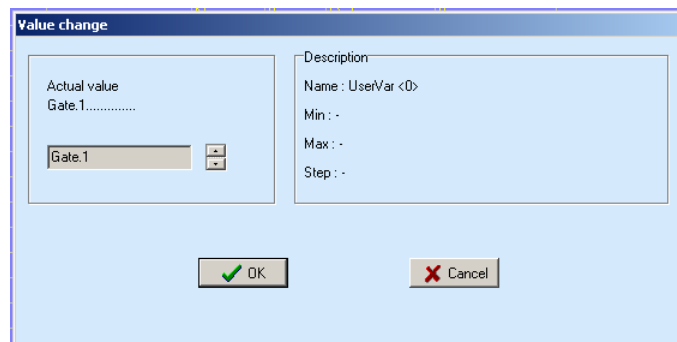 Value change
Actual value
Gate.1.............
Gate.1
Description
Name : UserVar <0>
Min : -
Max : -
Step : -
OK
Cancel